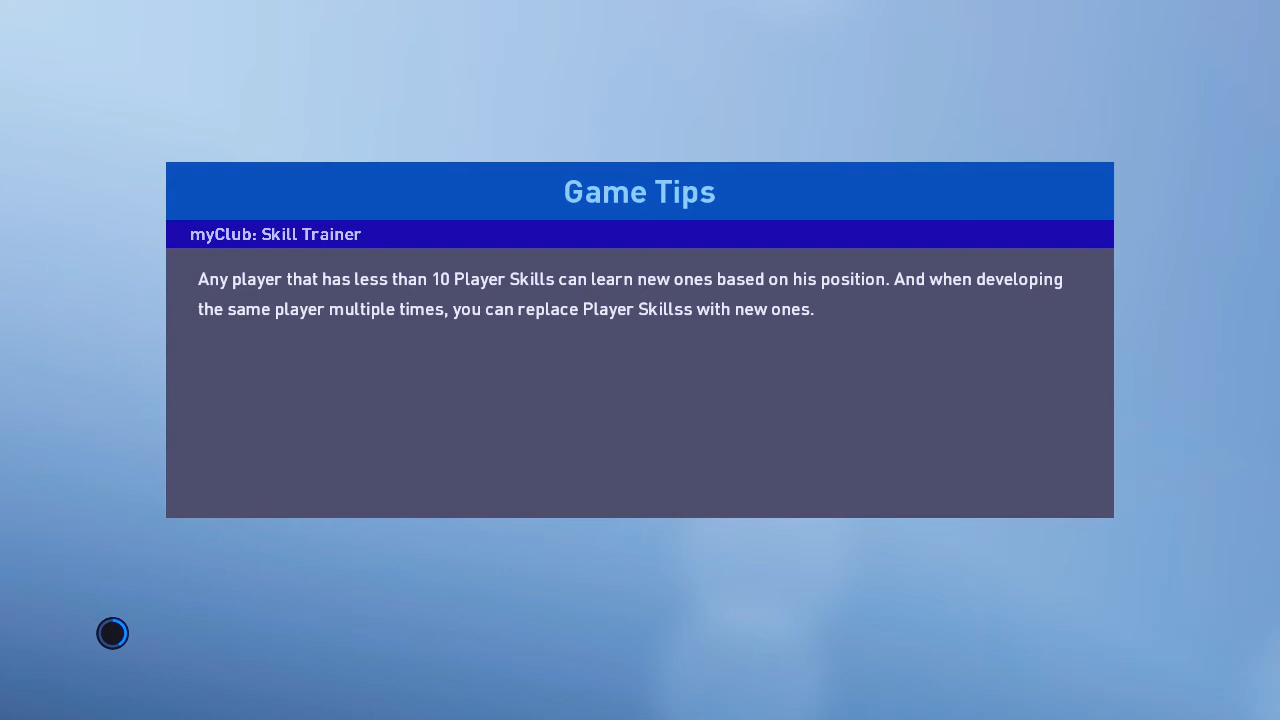 Game Tips
myClub: Skill Trainer
Any player that has less than 10 Player Skills can learn new ones based on his position. And when developing
the same player multiple times, you can replace Player Skillss with new ones.